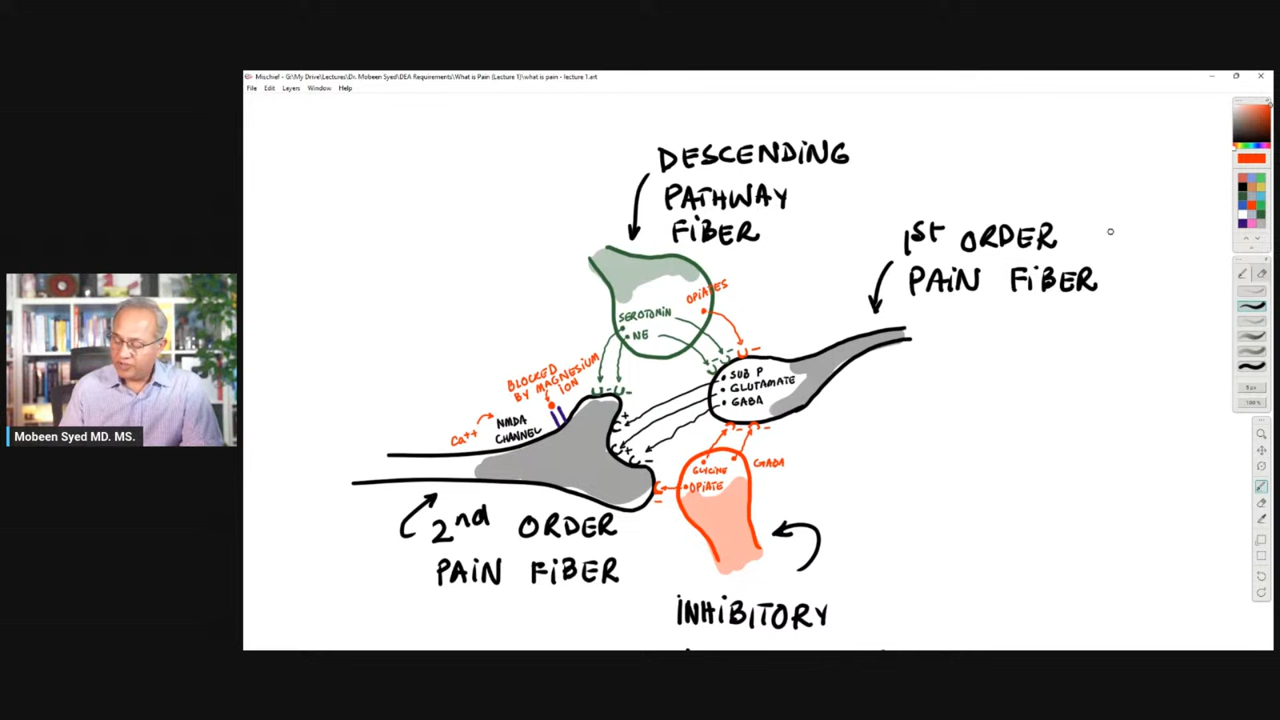 Mischief - G:\My Drive\Lectures\Dr. Mobeen Syed\DEA Requirements\What is Pain (Lecture 1)\what is pain - lecture 1.art
File Edit Layers Window Help
DESCENDING
PATHWAY
FiBER
1st ORDER
PAiN FiBER
OPIATES
SEROTONIN
NE
BLOCKED
BY MAGNESIUM
ION
SUB P
GLUTAMATE
GABA
Ca++
NMDA
CHANNEL
GLYCINE
GABA
OPIATE
2nd ORDER
PAiN FiBER
iNHiBiTORY
Mobeen Syed MD. MS.
5 px
100 %